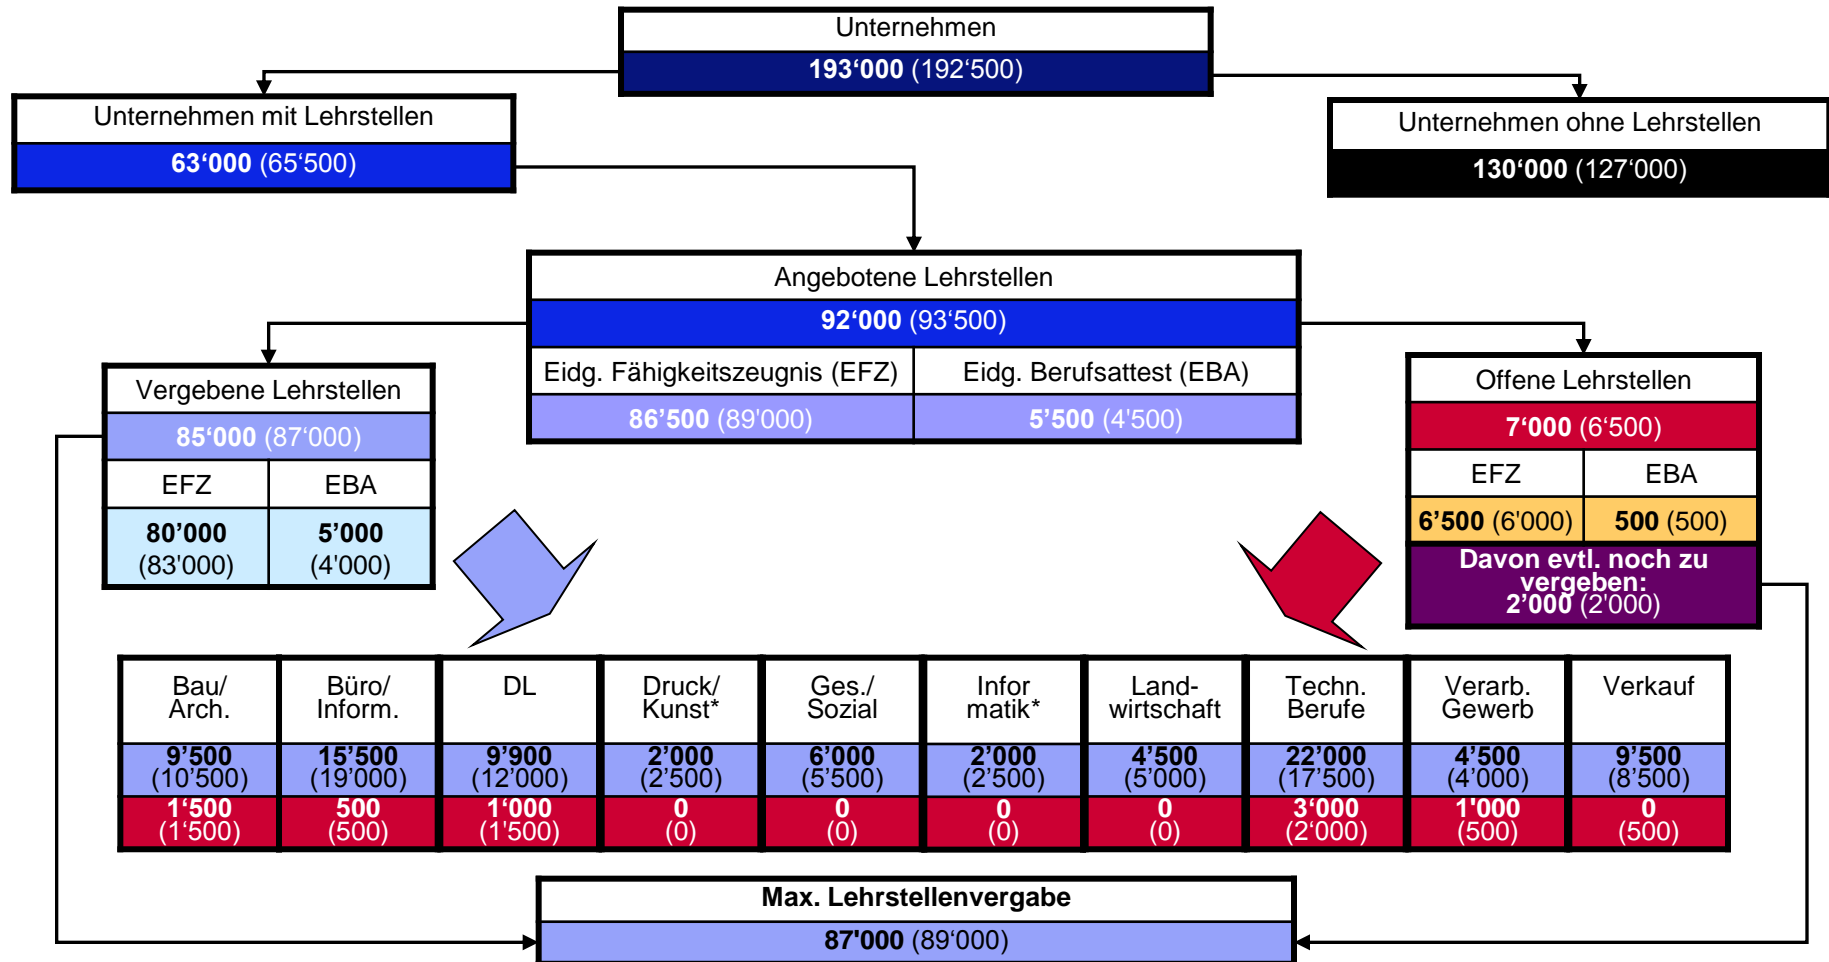 Unternehmen
193'000 (192'500)
Unternehmen mit Lehrstellen
63‘000 (65‘500)
Unternehmen ohne Lehrstellen
130‘000 (127‘000)
Angebotene Lehrstellen
92‘000 (93‘500)
Eidg. Fähigkeitszeugnis (EFZ)
Eidg. Berufsattest (EBA)
86’500 (89'000)
5’500 (4'500)
Vergebene Lehrstellen
85‘000 (87‘000)
EFZ
EBA
80’000
(83'000)
5’000
(4'000)
Offene Lehrstellen
7‘000 (6‘500)
EFZ
EBA
6’500 (6'000)
500 (500)
Davon evtl. noch zu
vergeben:
2’000 (2’000)
Bau/
Arch.
Büro/
Inform.
DL
Druck/
Kunst*
Ges./
Sozial
Infor
matik*
Land-
wirtschaft
Techn.
Berufe
Verarb.
Gewerb
Verkauf
9’500
(10’500)
15’500
(19’000)
9’900
(12’000)
2’000
(2’500)
6’000
(5’500)
2’000
(2’500)
4’500
(5’000)
22’000
(17’500)
4’500
(4’000)
9’500
(8’500)
1‘500
(1’500)
500
(500)
1‘000
(1'500)
0
(0)
0
(0)
0
(0)
0
(0)
3‘000
(2’000)
1'000
(500)
0
(500)
Max. Lehrstellenvergabe
87'000 (89’000)